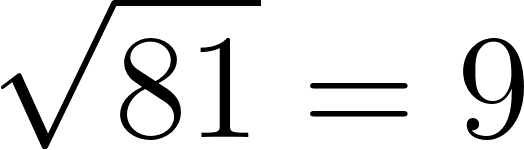 √81 = 9